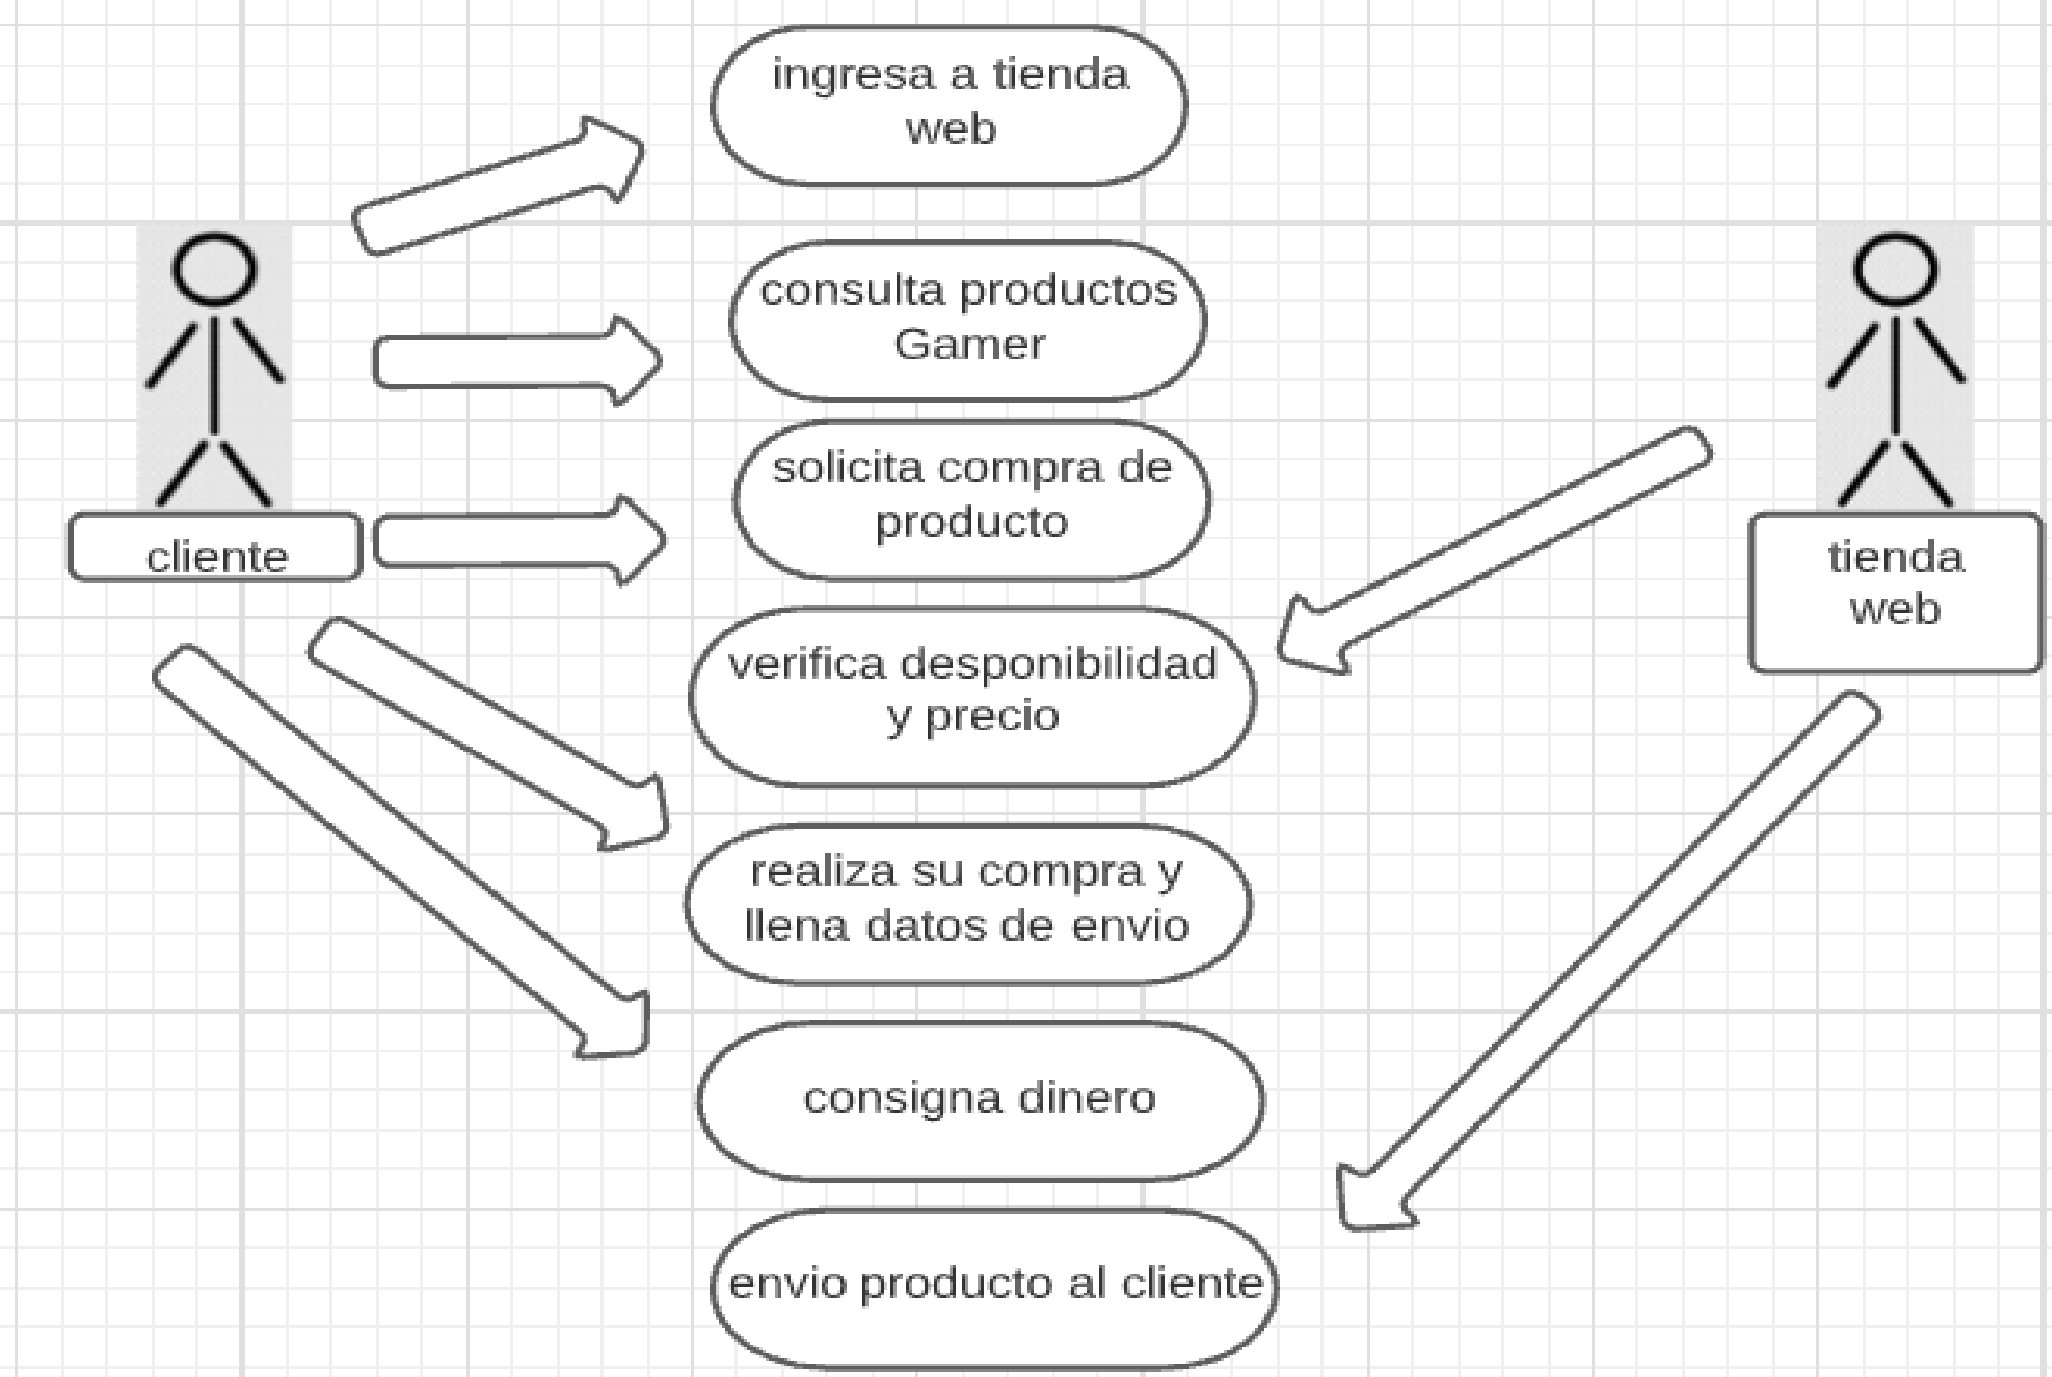 ingresa a tienda
web
consulta productos
Gamer
solicita compra de
producto
cliente
tienda
web
verifica desponibilidad
y precio
realiza su compra y
llena datos de envio
consigna dinero
envio producto al cliente